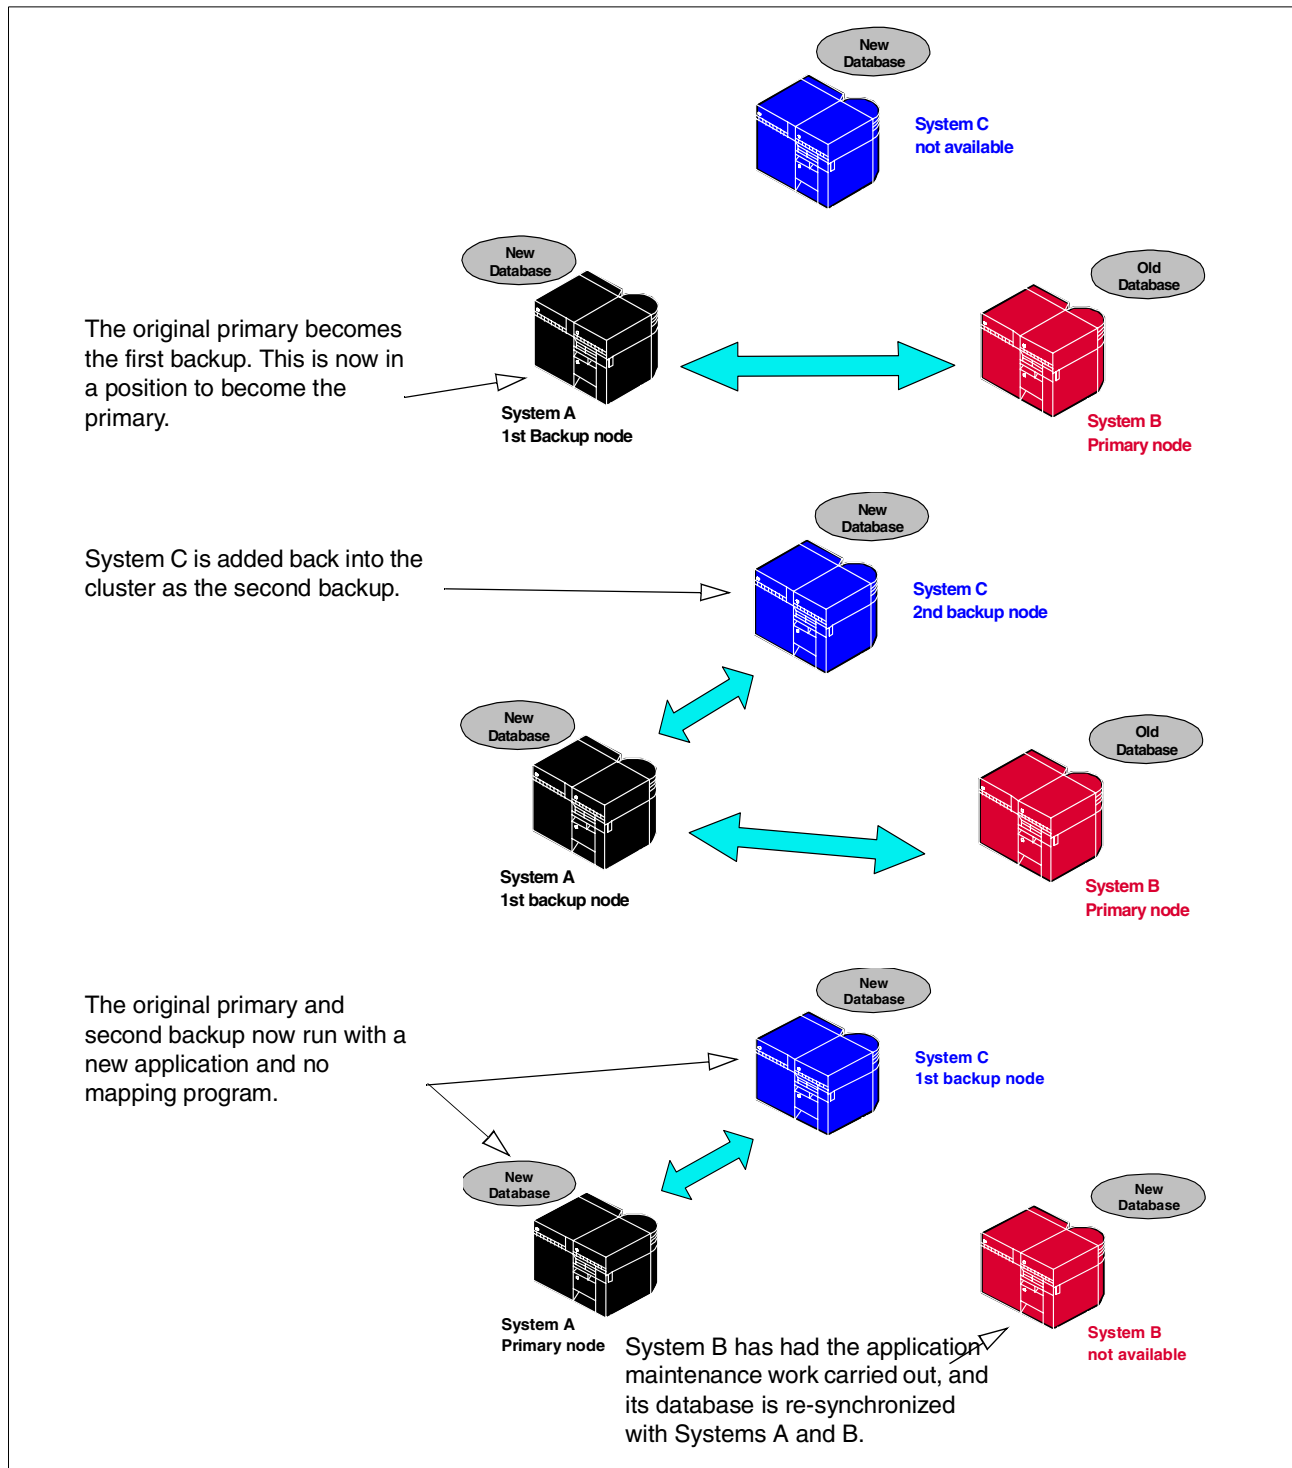 New
Database
System C
not available
New
Database
Old
Database
The original primary becomes
the first backup. This is now in
a position to become the
primary.
System A
1st Backup node
System B
Primary node
New
Database
System C is added back into the
cluster as the second backup.
System C
2nd backup node
New
Database
Old
Database
System A
1st backup node
System B
Primary node
New
Database
The original primary and
second backup now run with a
new application and no
mapping program.
System C
1st backup node
New
Database
New
Database
System A
Primary node
System B
not available
System B has had the application
maintenance work carried out, and
its database is re-synchronized
with Systems A and B.